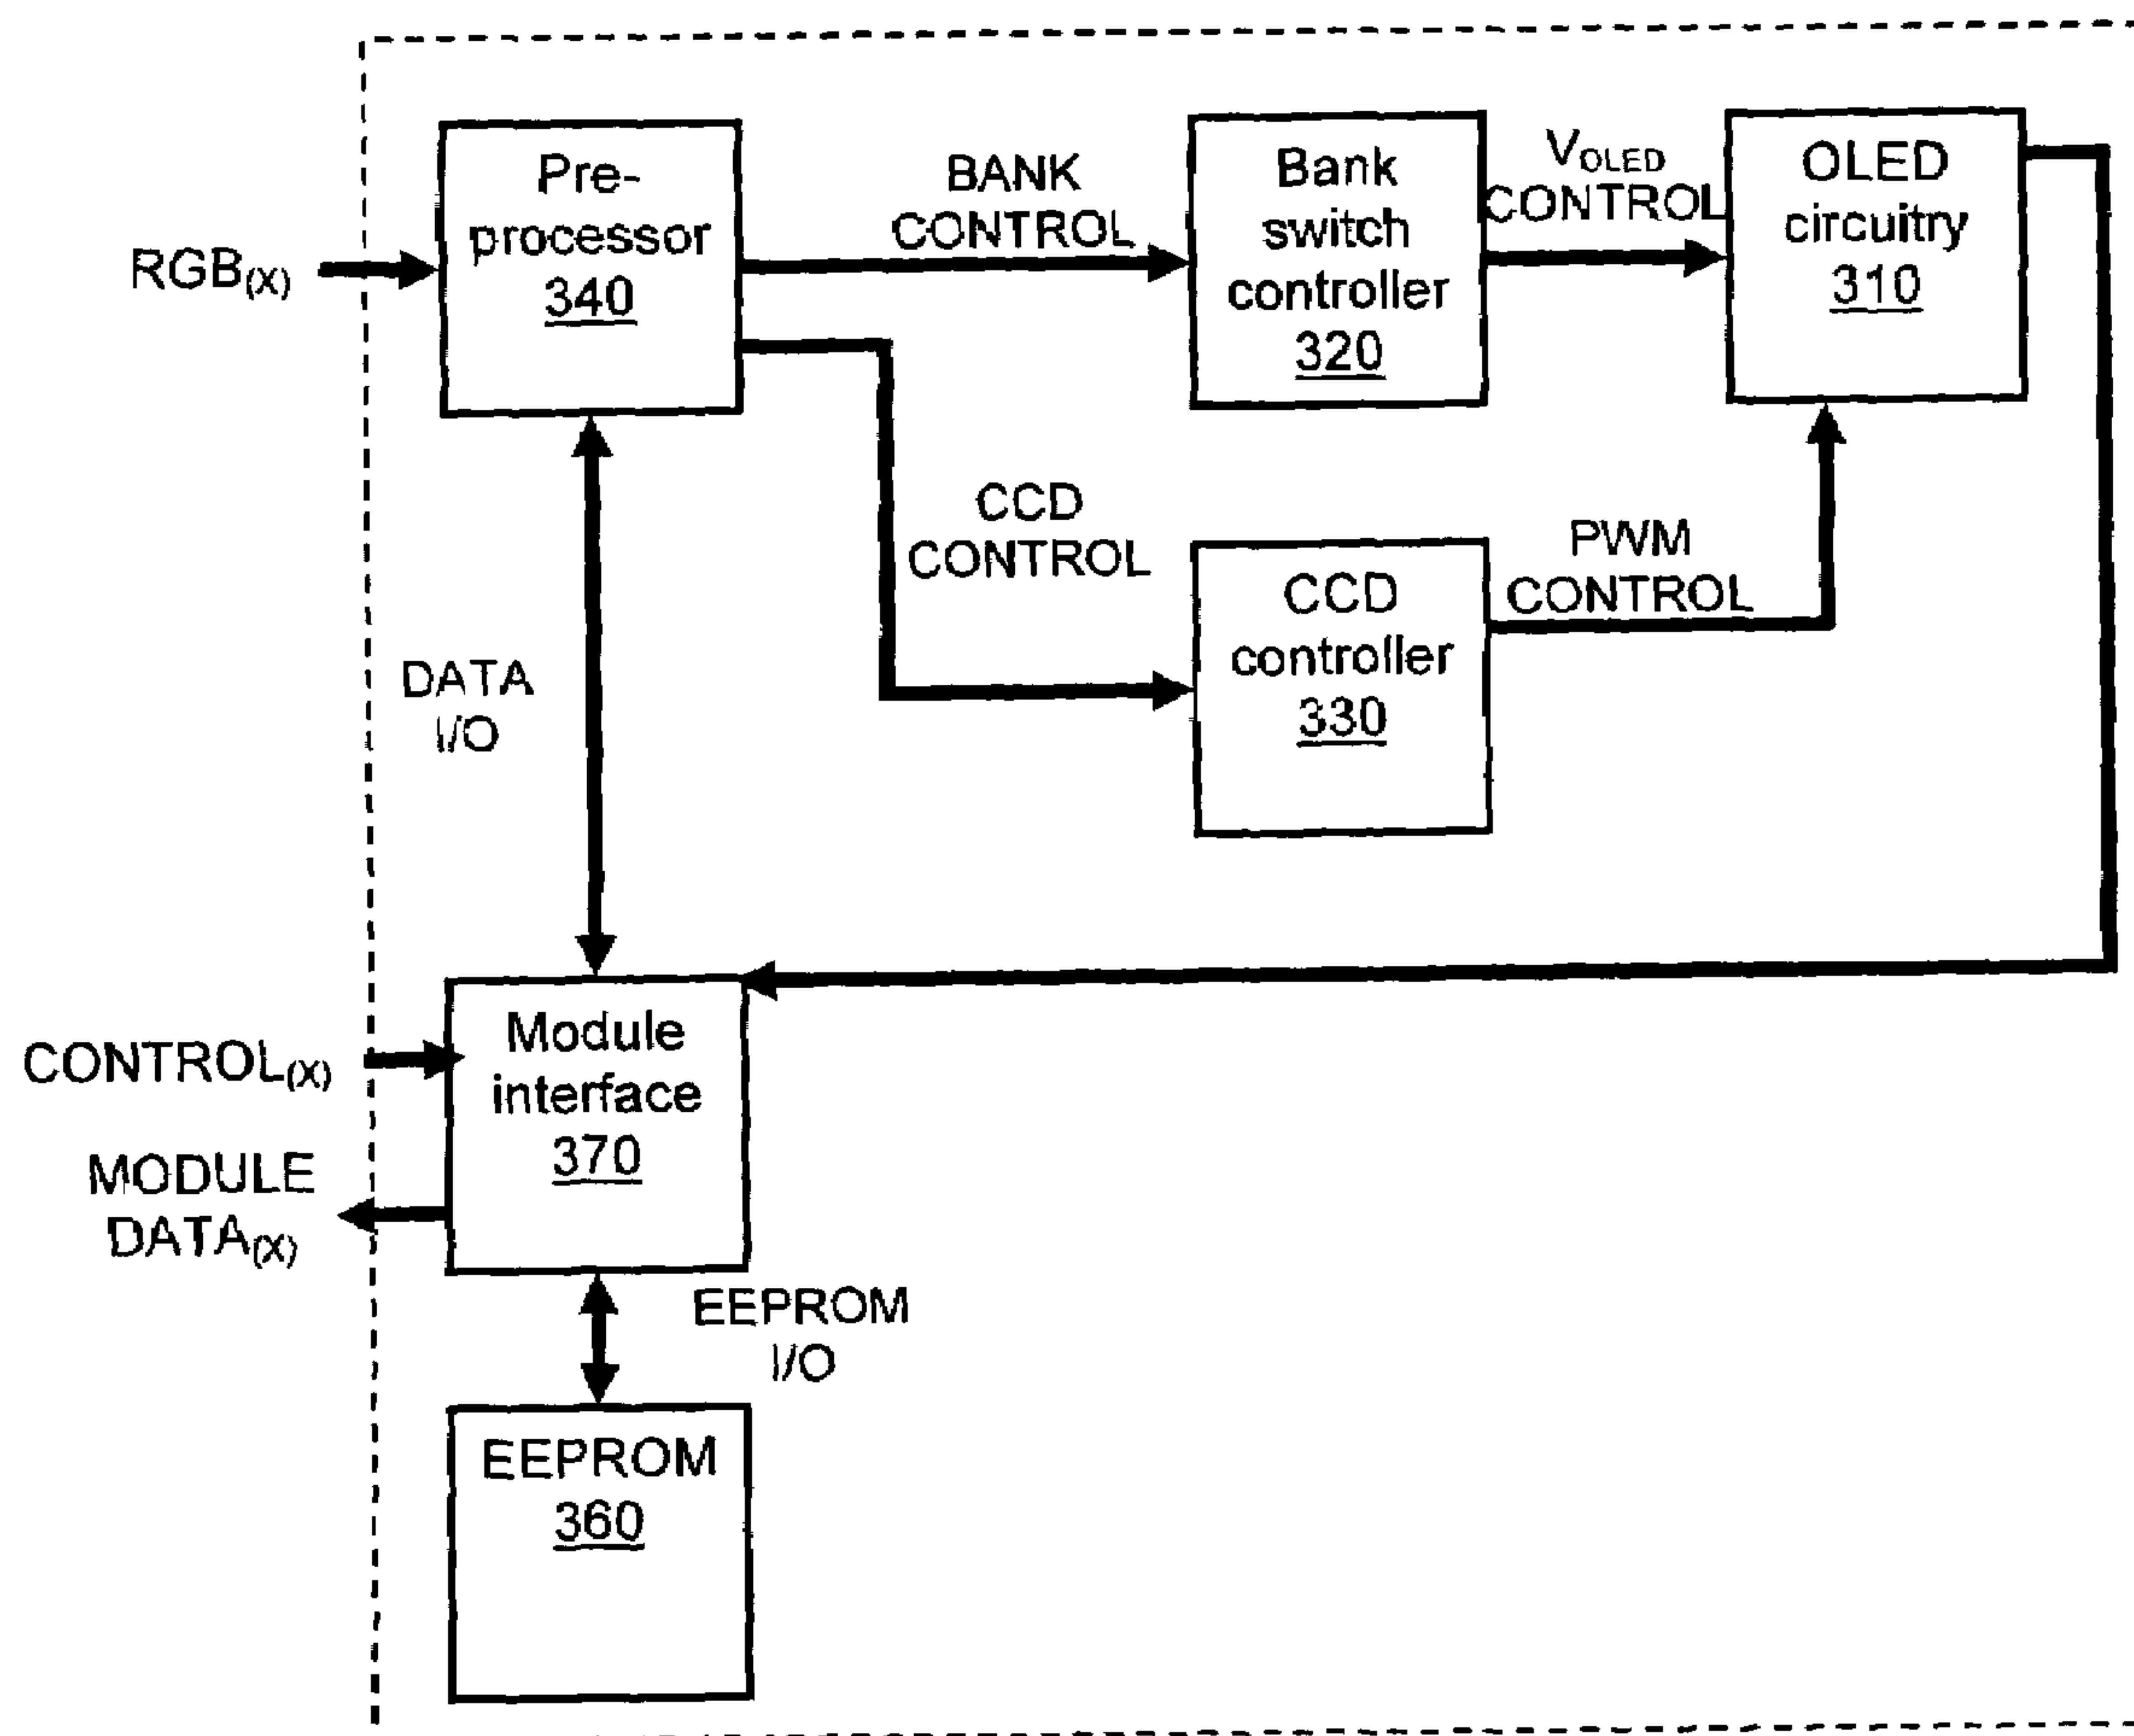 Pre-
processor
340
BANK
CONTROL
Bank
switch
controller
320
VOLED
CONTROL
OLED
circuitry
310
RGB(X)
CCD
CONTROL
CCD
controller
330
PWM
CONTROL
DATA
I/O
CONTROL(X)
Module
interface
370
MODULE
DATA(X)
EEPROM
I/O
EEPROM
360